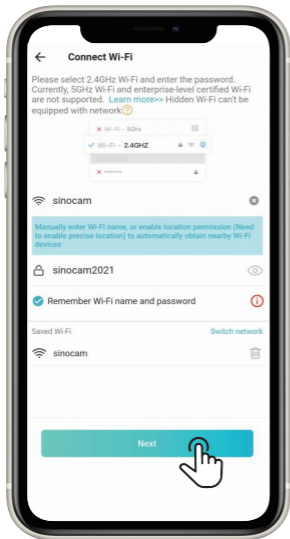 Connect Wi-Fi
Please select 2.4GHz Wi-Fi and enter the password.
Currently, 5GHz Wi-Fi and enterprise-level certified Wi-Fi
are not supported. Learn more>> Hidden Wi-Fi can't be
equipped with network?
× Wi-Fi - 5Ghz
✓ Wi-Fi - 2.4GHZ
× ******
sinocam
Manually enter Wi-Fi name, or enable location permission (Need
to enable precise location) to automatically obtain nearby Wi-Fi
devices
sinocam2021
Remember Wi-Fi name and password
Saved Wi-Fi Switch network
sinocam
Next